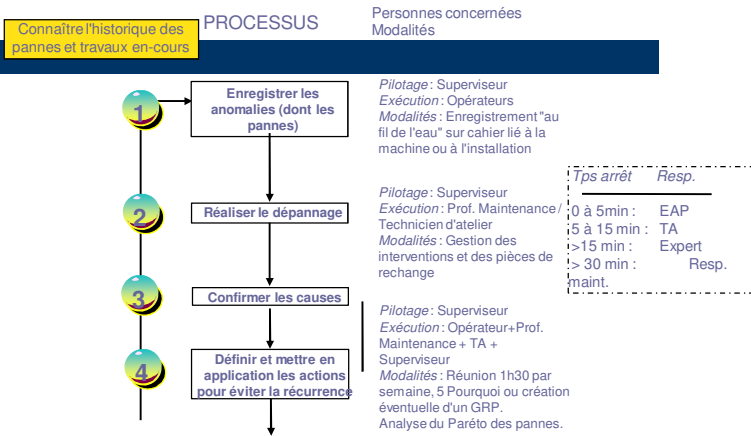 Connaître l'historique des
pannes et travaux en-cours
PROCESSUS
Personnes concernées
Modalités
1
Enregistrer les
anomalies (dont les
pannes)
Pilotage : Superviseur
Exécution : Opérateurs
Modalités : Enregistrement "au
fil de l'eau" sur cahier lié à la
machine ou à l'installation
2
Réaliser le dépannage
Pilotage : Superviseur
Exécution : Prof. Maintenance /
Technicien d'atelier
Modalités : Gestion des
interventions et des pièces de
rechange
Tps arrêt Resp.
0 à 5min : EAP
5 à 15 min : TA
>15 min : Expert
> 30 min : Resp.
maint.
3
Confirmer les causes
4
Définir et mettre en
application les actions
pour éviter la récurrence
Pilotage : Superviseur
Exécution : Opérateur+Prof.
Maintenance + TA +
Superviseur
Modalités : Réunion 1h30 par
semaine, 5 Pourquoi ou création
éventuelle d'un GRP.
Analyse du Paréto des pannes.